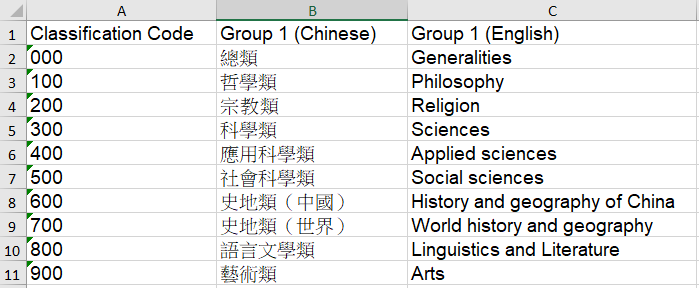 A B C
1 Classification Code Group 1 (Chinese) Group 1 (English)
2 000 總類 Generalities
3 100 哲學類 Philosophy
4 200 宗教類 Religion
5 300 科學類 Sciences
6 400 應用科學類 Applied sciences
7 500 社會科學類 Social sciences
8 600 史地類（中國） History and geography of China
9 700 史地類（世界） World history and geography
10 800 語言文學類 Linguistics and Literature
11 900 藝術類 Arts